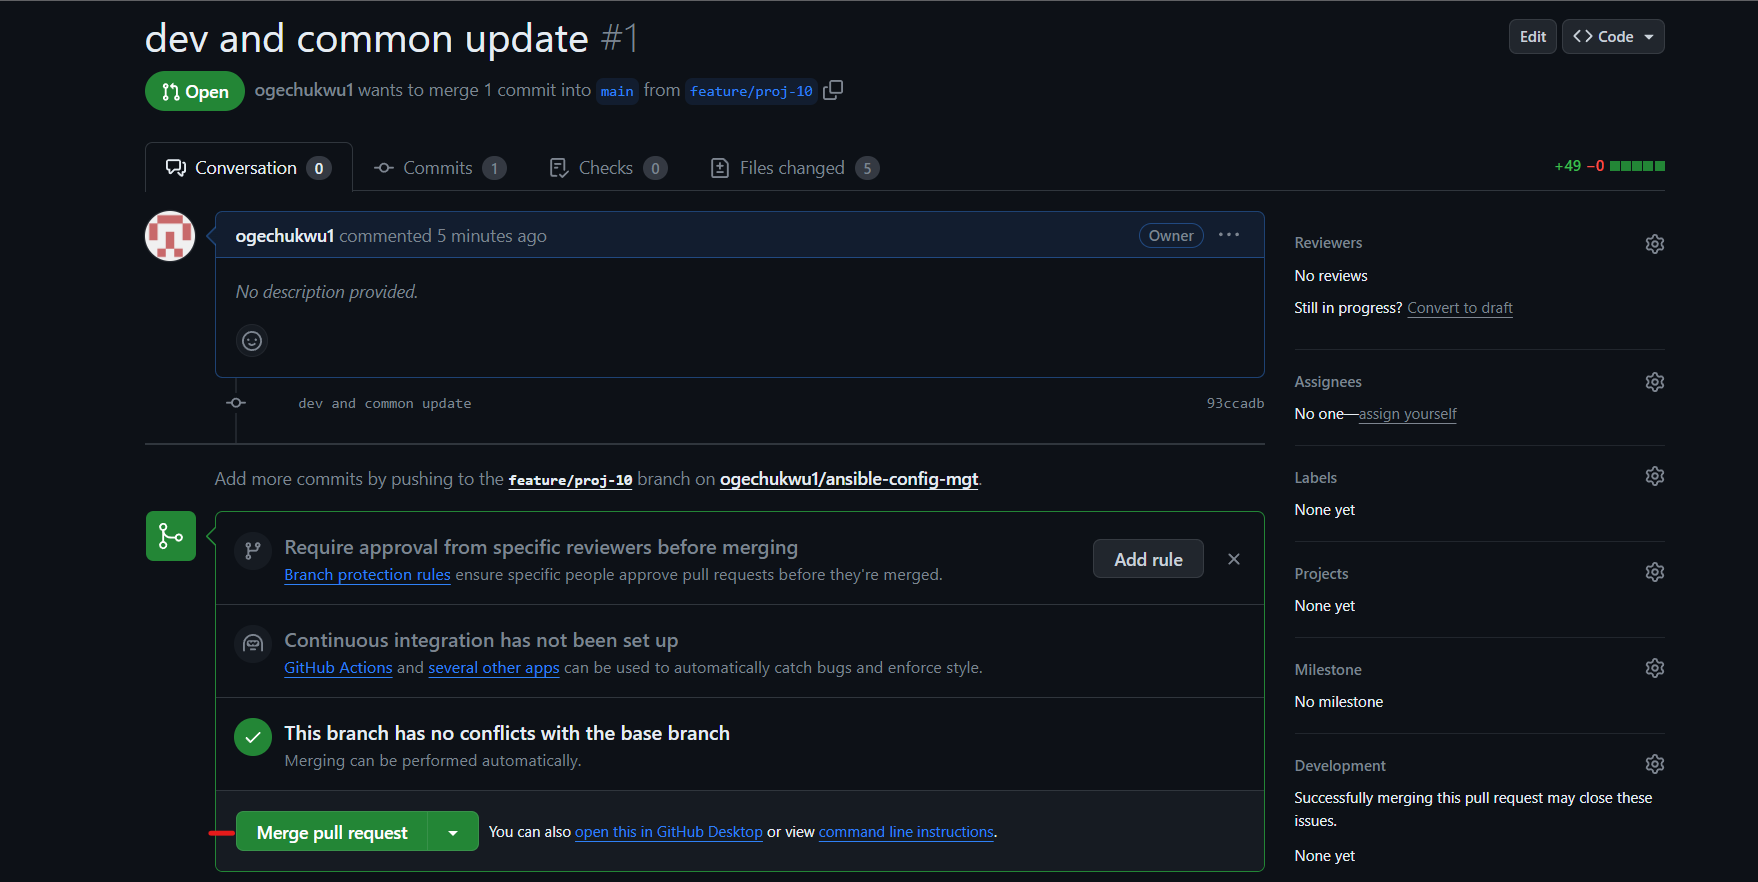 dev and common update #1
Edit
<> Code
Open
ogechukwu1 wants to merge 1 commit into main from feature/proj-10
Conversation 0
Commits 1
Checks 0
Files changed 5
+49 −0
ogechukwu1 commented 5 minutes ago
Owner
No description provided.
dev and common update
93ccadb
Add more commits by pushing to the feature/proj-10 branch on ogechukwu1/ansible-config-mgt.
Require approval from specific reviewers before merging
Branch protection rules ensure specific people approve pull requests before they're merged.
Add rule
Continuous integration has not been set up
GitHub Actions and several other apps can be used to automatically catch bugs and enforce style.
This branch has no conflicts with the base branch
Merging can be performed automatically.
Merge pull request
You can also open this in GitHub Desktop or view command line instructions.
Reviewers
No reviews
Still in progress? Convert to draft
Assignees
No one—assign yourself
Labels
None yet
Projects
None yet
Milestone
No milestone
Development
Successfully merging this pull request may close these
issues.
None yet